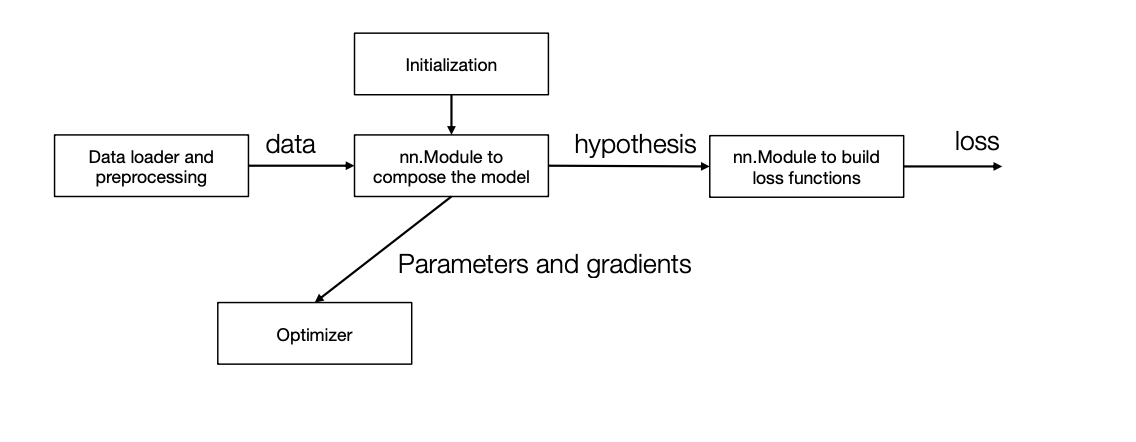 Initialization
Data loader and
preprocessing
data
nn.Module to
compose the model
hypothesis
nn.Module to build
loss functions
loss
Parameters and gradients
Optimizer